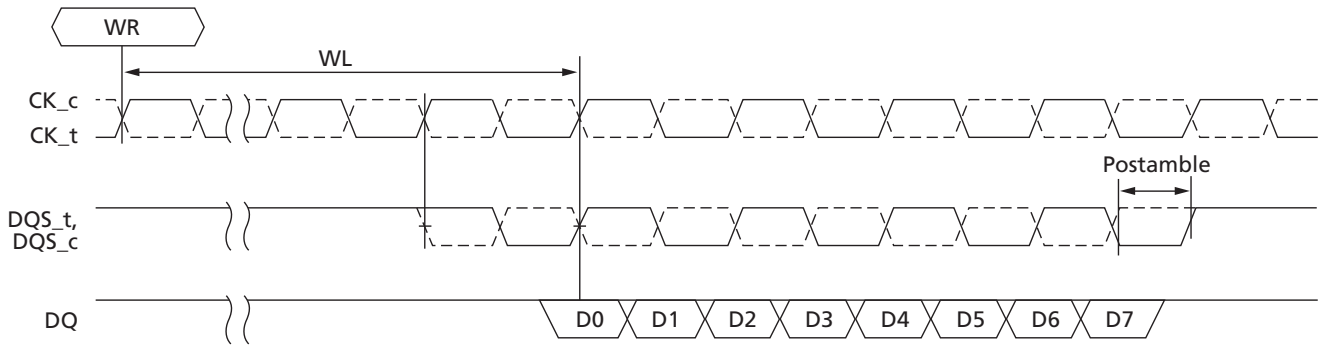 WR
WL
CK_c
CK_t
Postamble
DQS_t,
DQS_c
DQ
D0 D1 D2 D3 D4 D5 D6 D7